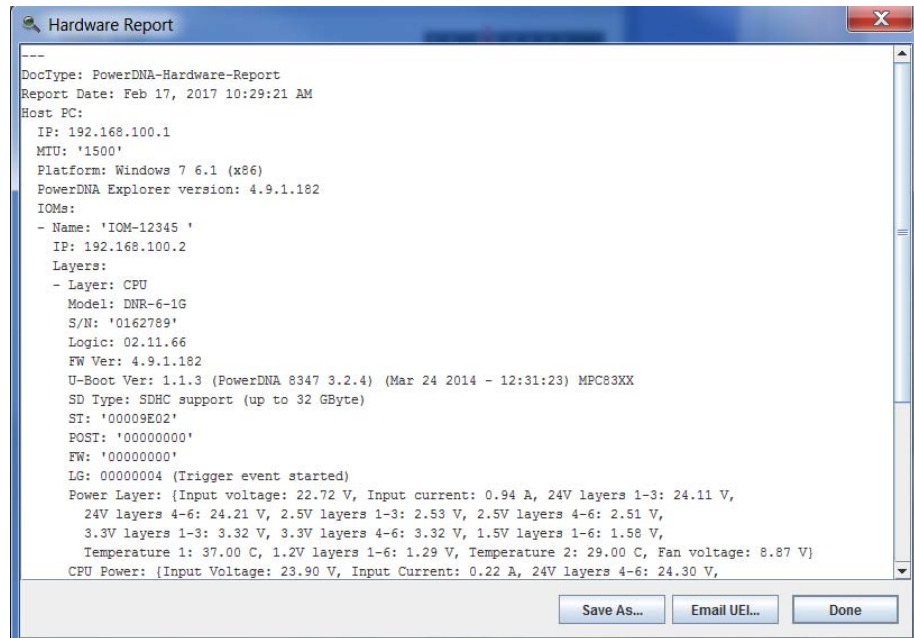 Hardware Report
X
---
DocType: PowerDNA-Hardware-Report
Report Date: Feb 17, 2017 10:29:21 AM
Host PC:
IP: 192.168.100.1
MTU: '1500'
Platform: Windows 7 6.1 (x86)
PowerDNA Explorer version: 4.9.1.182
IOMs:
- Name: 'IOM-12345 '
IP: 192.168.100.2
Layers:
- Layer: CPU
Model: DNR-6-1G
S/N: '0162789'
Logic: 02.11.66
FW Ver: 4.9.1.182
U-Boot Ver: 1.1.3 (PowerDNA 8347 3.2.4) (Mar 24 2014 - 12:31:23) MPC83XX
SD Type: SDHC support (up to 32 GByte)
ST: '00009E02'
POST: '00000000'
FW: '00000000'
LG: 00000004 (Trigger event started)
Power Layer: {Input voltage: 22.72 V, Input current: 0.94 A, 24V layers 1-3: 24.11 V,
24V layers 4-6: 24.21 V, 2.5V layers 1-3: 2.53 V, 2.5V layers 4-6: 2.51 V,
3.3V layers 1-3: 3.32 V, 3.3V layers 4-6: 3.32 V, 1.5V layers 1-6: 1.58 V,
Temperature 1: 37.00 C, 1.2V layers 1-6: 1.29 V, Temperature 2: 29.00 C, Fan voltage: 8.87 V}
CPU Power: {Input Voltage: 23.90 V, Input Current: 0.22 A, 24V layers 4-6: 24.30 V,
Save As... Email UEI... Done